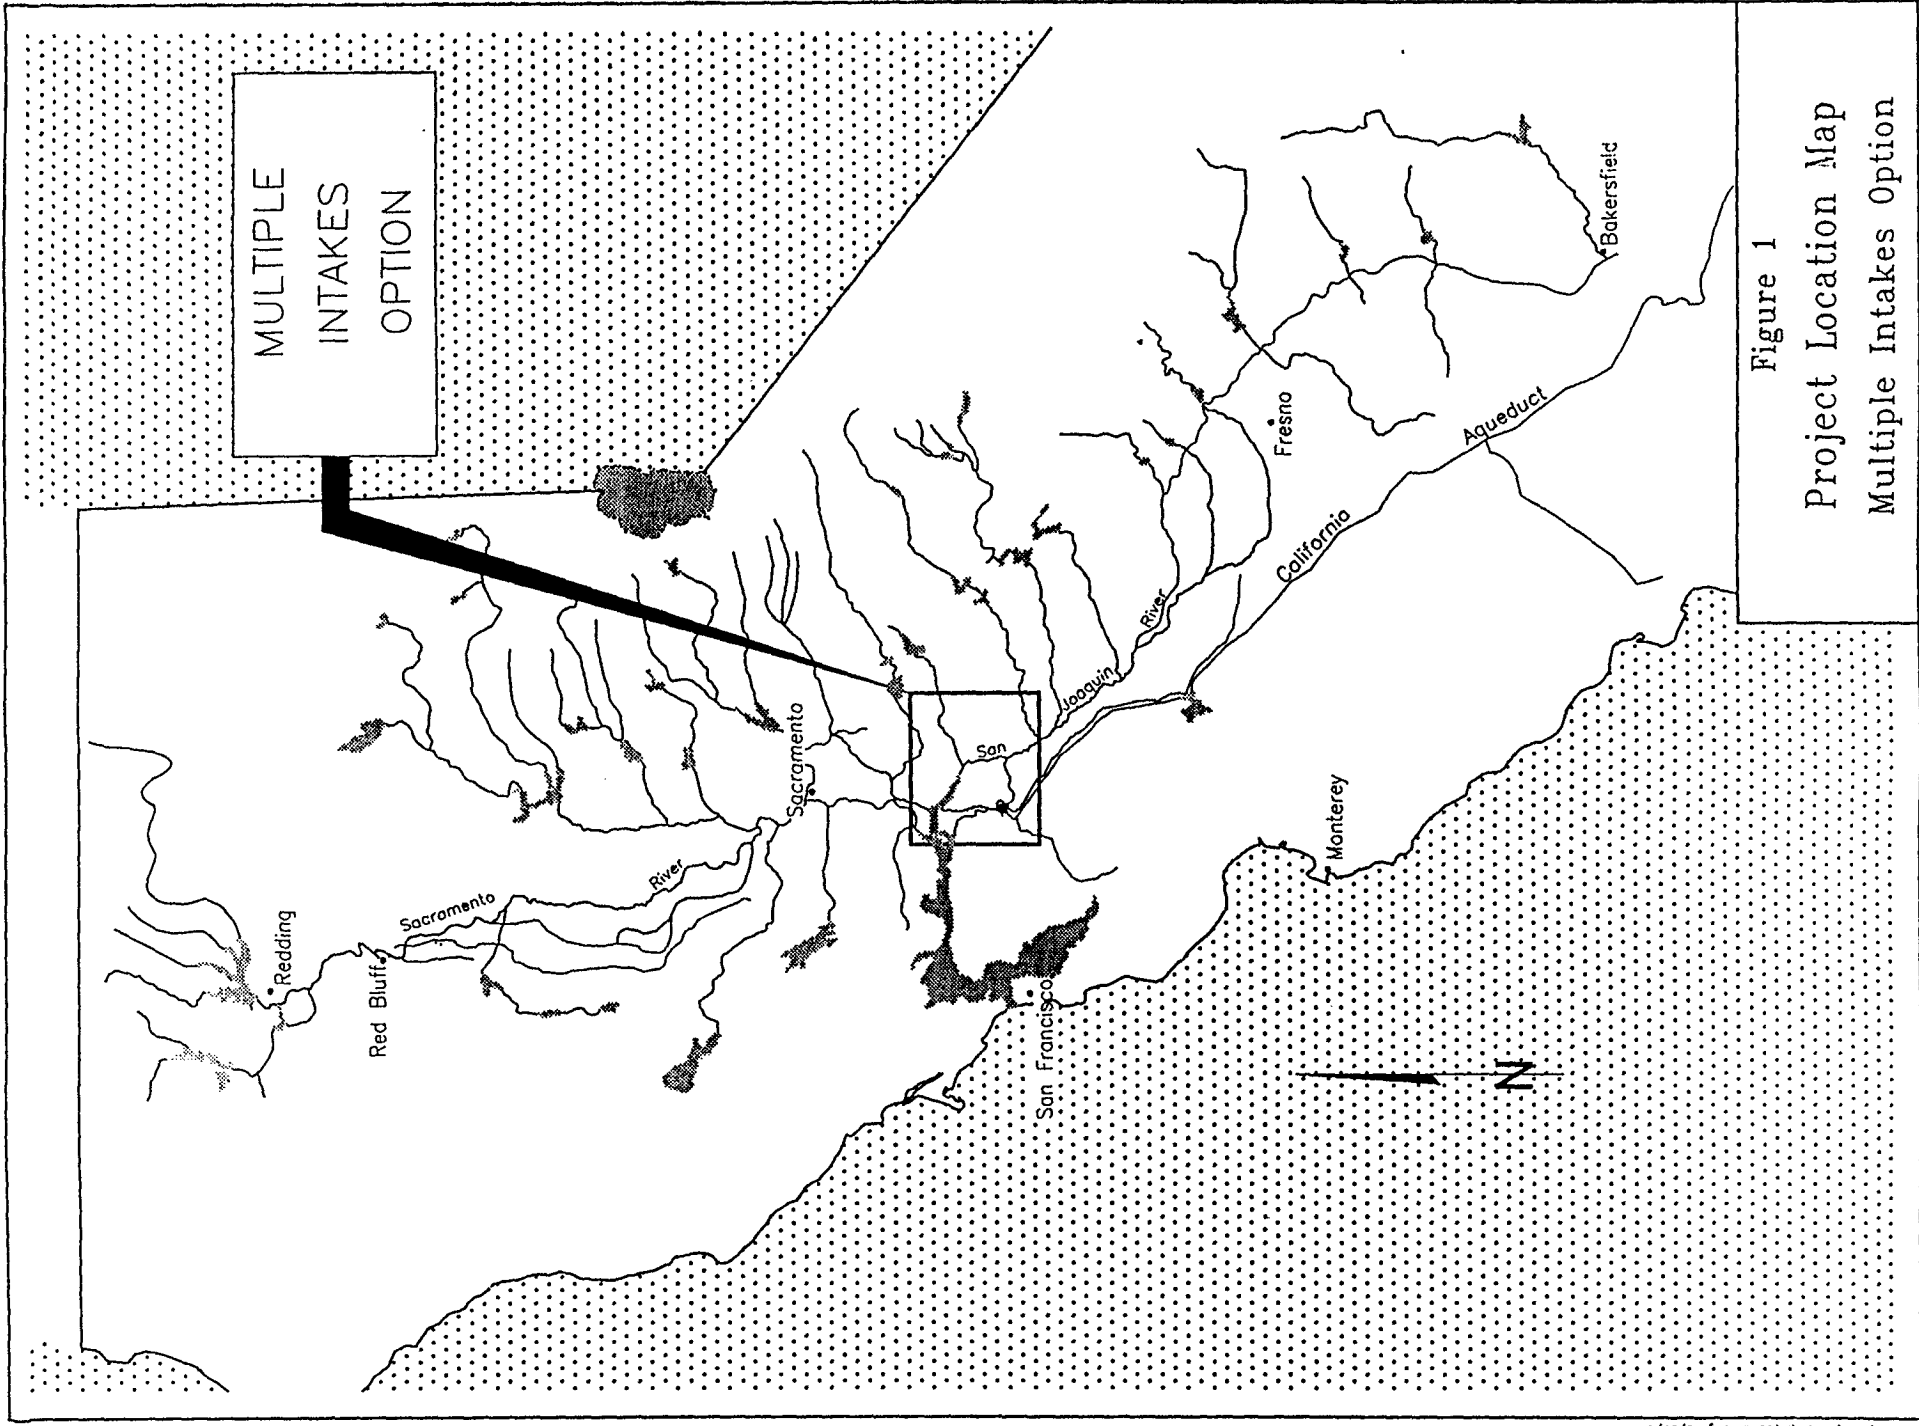 MULTIPLE
INTAKES
OPTION
Redding
Red Bluff
Sacramento
River
Sacramento
San
Joaquin
River
San Francisco
Monterey
Fresno
California
Aqueduct
Bakersfield
N
Figure 1
Project Location Map
Multiple Intakes Option